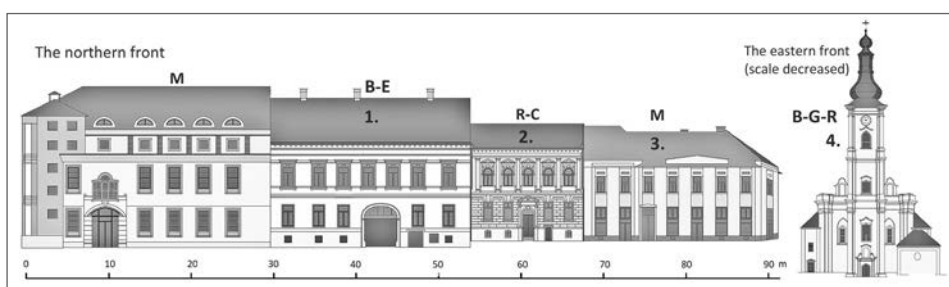 The northern front
M
B-E
1.
R-C
2.
M
3.
The eastern front
(scale decreased)
B-G-R
4.
0 10 20 30 40 50 60 70 80 90 m